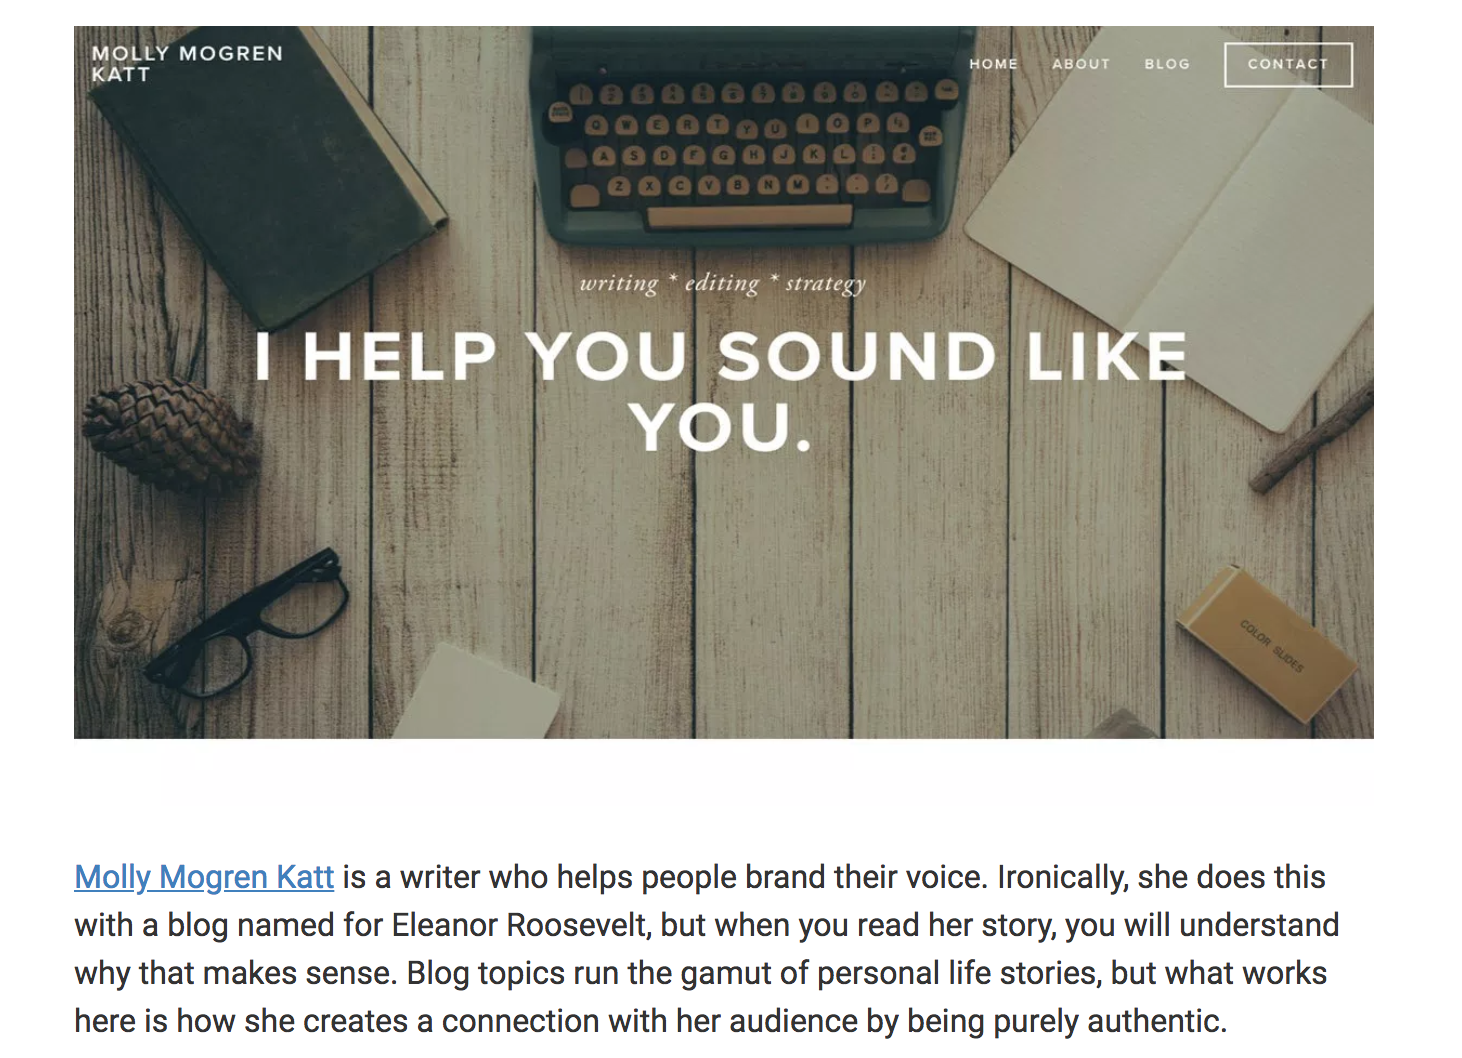 MOLLY MOGREN
KATT
HOME ABOUT BLOG CONTACT
Q W E R T Y U I O P
A S D F G H J K L
Z X C V B N M
writing * editing * strategy
I HELP YOU SOUND LIKE
YOU.
COLOR SLIDES
Molly Mogren Katt is a writer who helps people brand their voice. Ironically, she does this
with a blog named for Eleanor Roosevelt, but when you read her story, you will understand
why that makes sense. Blog topics run the gamut of personal life stories, but what works
here is how she creates a connection with her audience by being purely authentic.